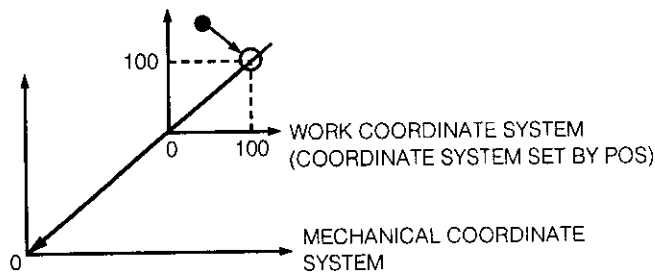 100
0
100
WORK COORDINATE SYSTEM
(COORDINATE SYSTEM SET BY POS)
0
MECHANICAL COORDINATE
SYSTEM